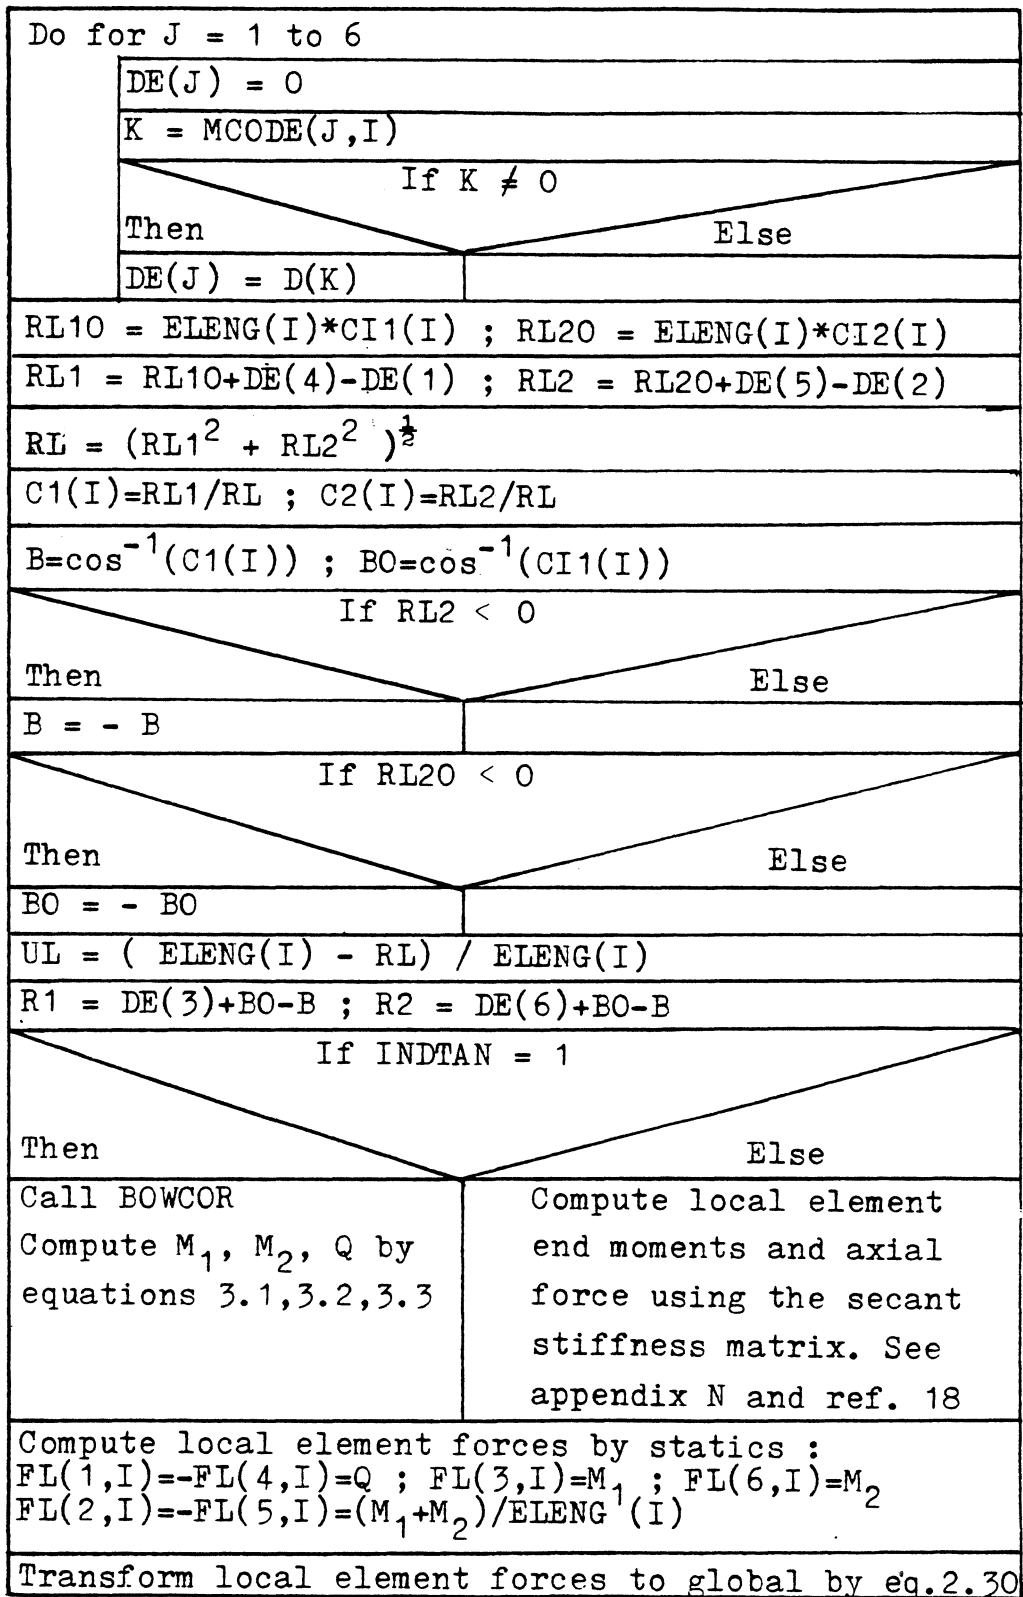 Do for J = 1 to 6
DE(J) = 0
K = MCODE(J,I)
If K ≠ 0
Then Else
DE(J) = D(K)
RL10 = ELENG(I)*CI1(I) ; RL20 = ELENG(I)*CI2(I)
RL1 = RL10+DE(4)-DE(1) ; RL2 = RL20+DE(5)-DE(2)
RL = (RL1² + RL2² )^½
C1(I)=RL1/RL ; C2(I)=RL2/RL
B=cos⁻¹(C1(I)) ; BO=cos⁻¹(CI1(I))
If RL2 < 0
Then Else
B = - B
If RL20 < 0
Then Else
BO = - BO
UL = ( ELENG(I) - RL) / ELENG(I)
R1 = DE(3)+BO-B ; R2 = DE(6)+BO-B
If INDTAN = 1
Then Else
Call BOWCOR
Compute M₁, M₂, Q by
equations 3.1,3.2,3.3
Compute local element
end moments and axial
force using the secant
stiffness matrix. See
appendix N and ref. 18
Compute local element forces by statics :
FL(1,I)=-FL(4,I)=Q ; FL(3,I)=M₁ ; FL(6,I)=M₂
FL(2,I)=-FL(5,I)=(M₁+M₂)/ELENG'(I)
Transform local element forces to global by eq.2.30